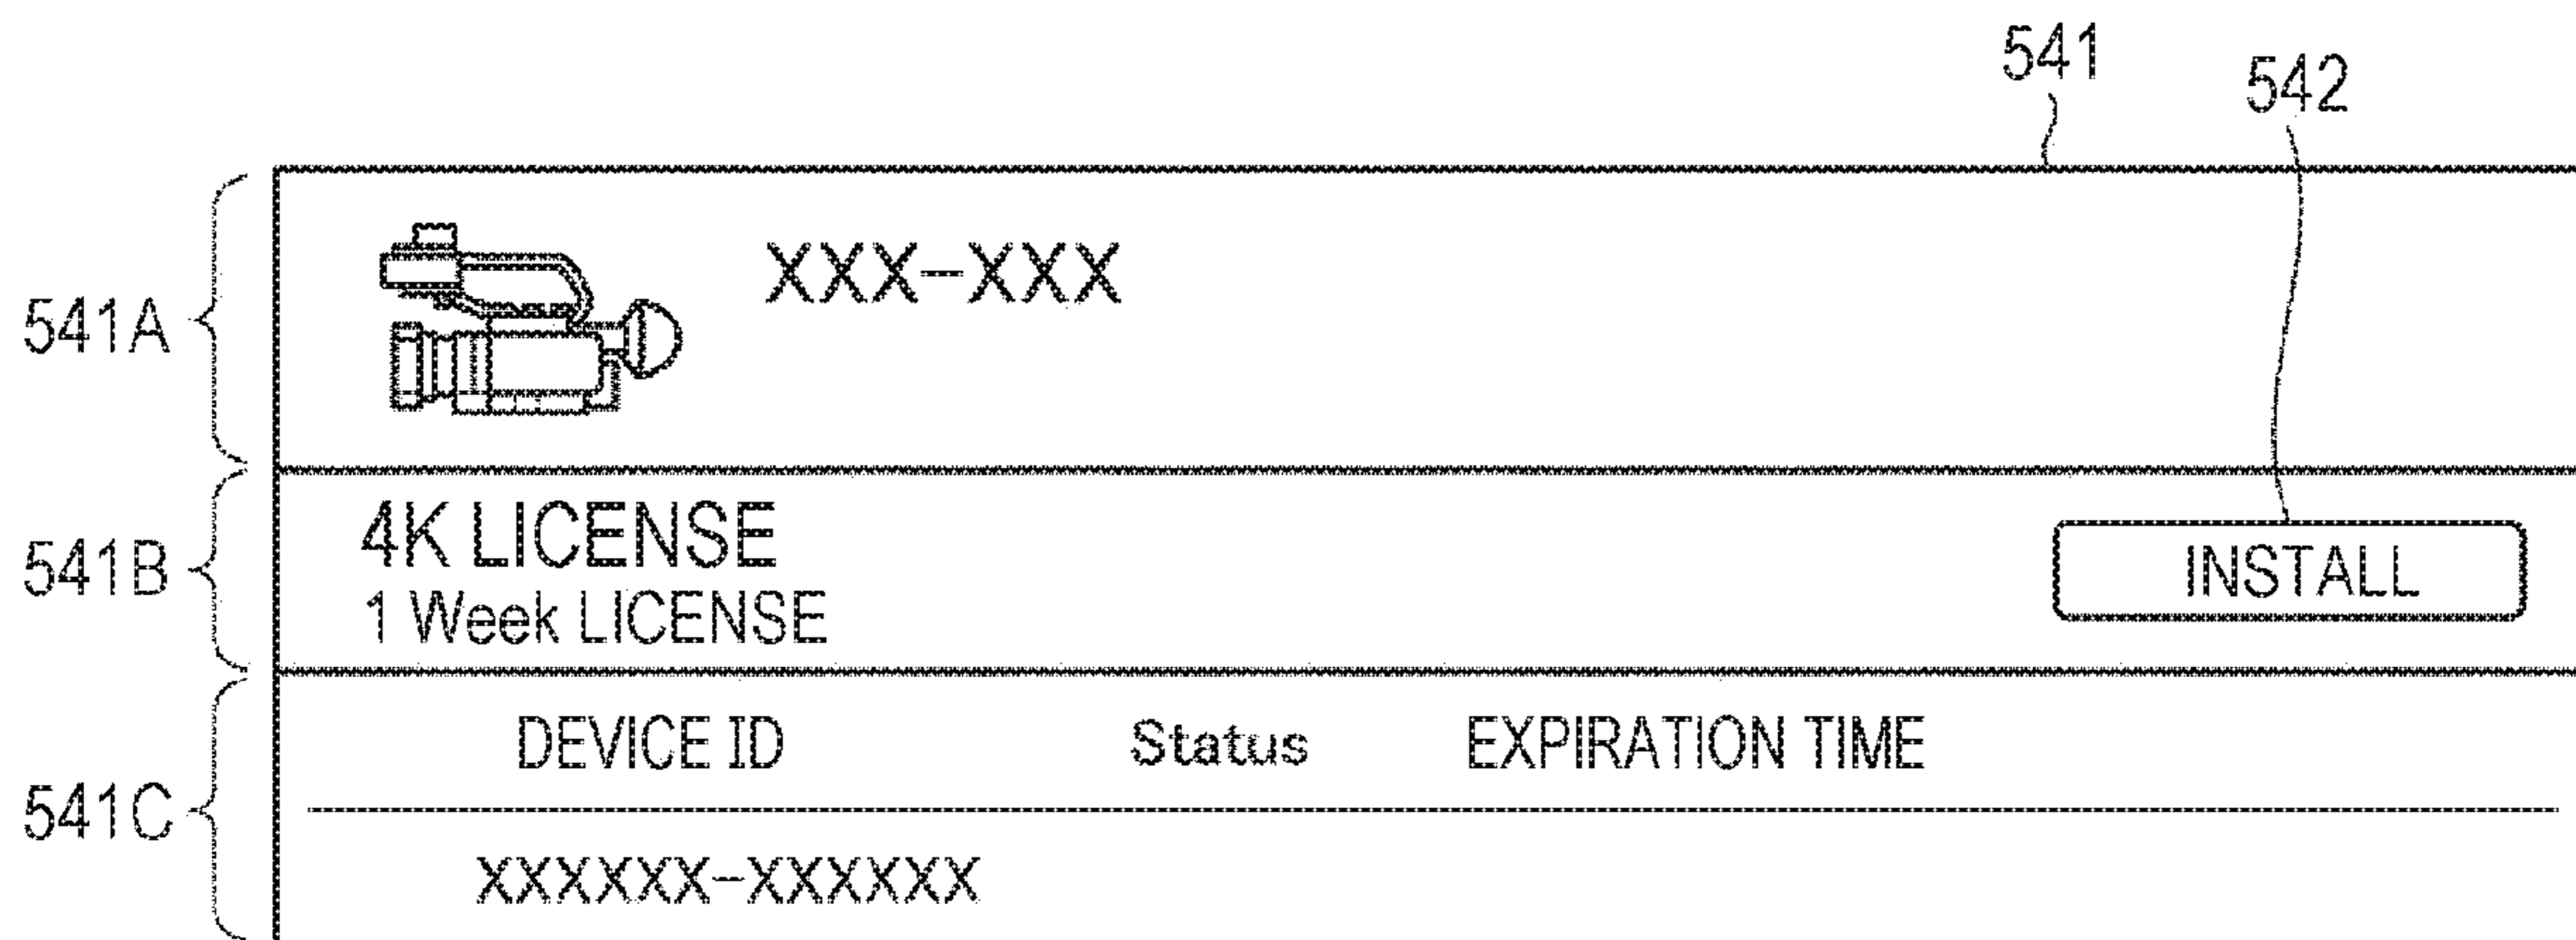 541
542
541A
XXX-XXX
541B
4K LICENSE
1 Week LICENSE
INSTALL
541C
DEVICE ID Status EXPIRATION TIME
XXXXXX-XXXXXX